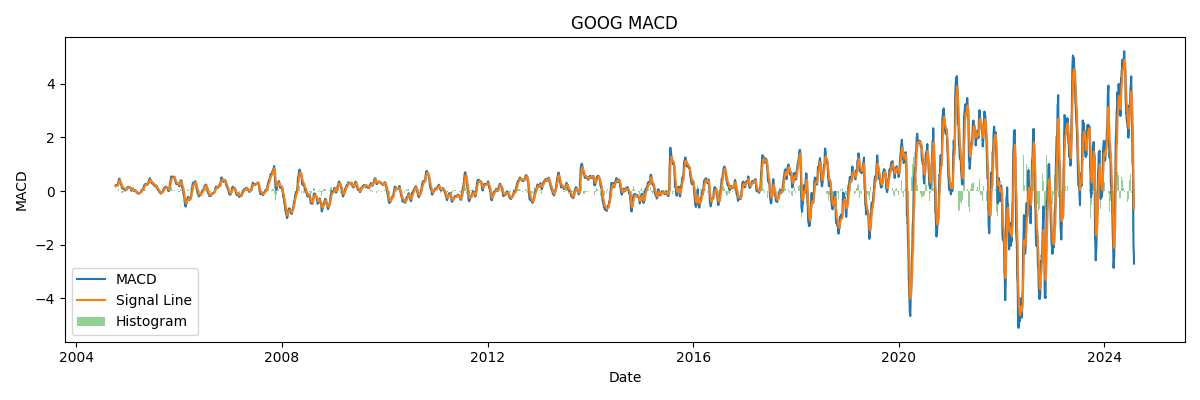 GOOG MACD
MACD
4
2
0
−2
−4
MACD
Signal Line
Histogram
2004
2008
2012
2016
2020
2024
Date